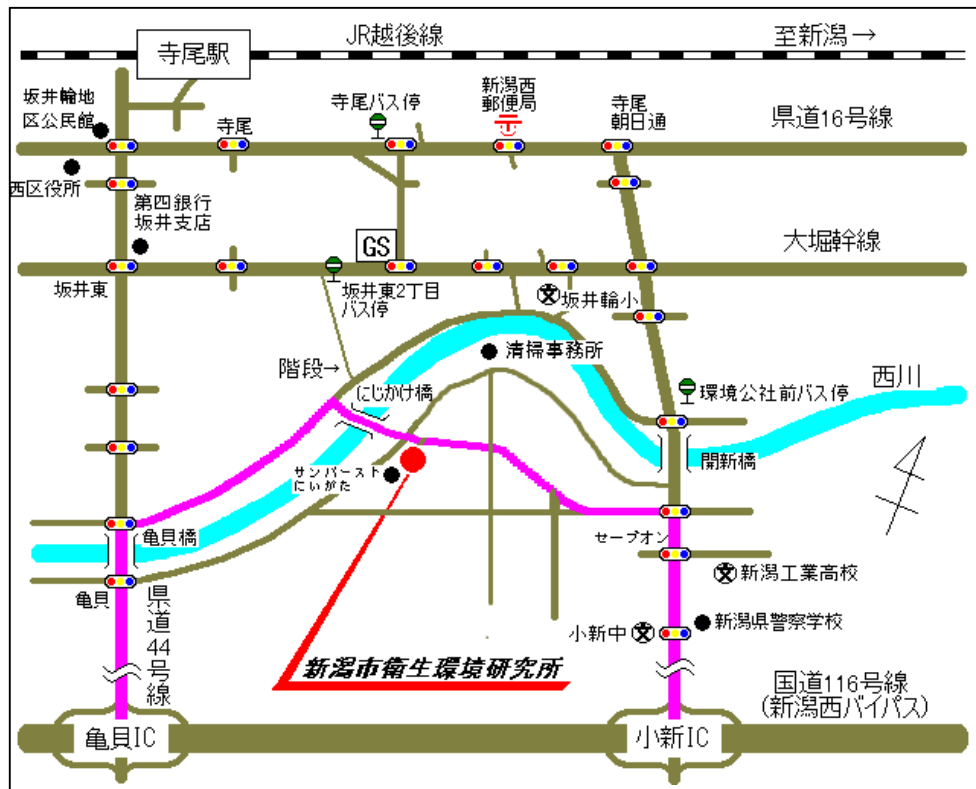 JR越後線
至新潟→
寺尾駅
坂井輪地
区公民館
寺尾
寺尾バス停
新潟西
郵便局
寺尾
朝日通
県道16号線
西区役所
第四銀行
坂井支店
GS
大堀幹線
坂井東
坂井東2丁目
バス停
坂井輪小
階段→
清掃事務所
にじかけ橋
環境公社前バス停
西川
サンバースト
にいがた
開新橋
亀貝橋
セーブオン
亀貝
県道44号線
新潟工業高校
小新中
新潟県警察学校
新潟市衛生環境研究所
国道116号線
(新潟西バイパス)
亀貝IC
小新IC